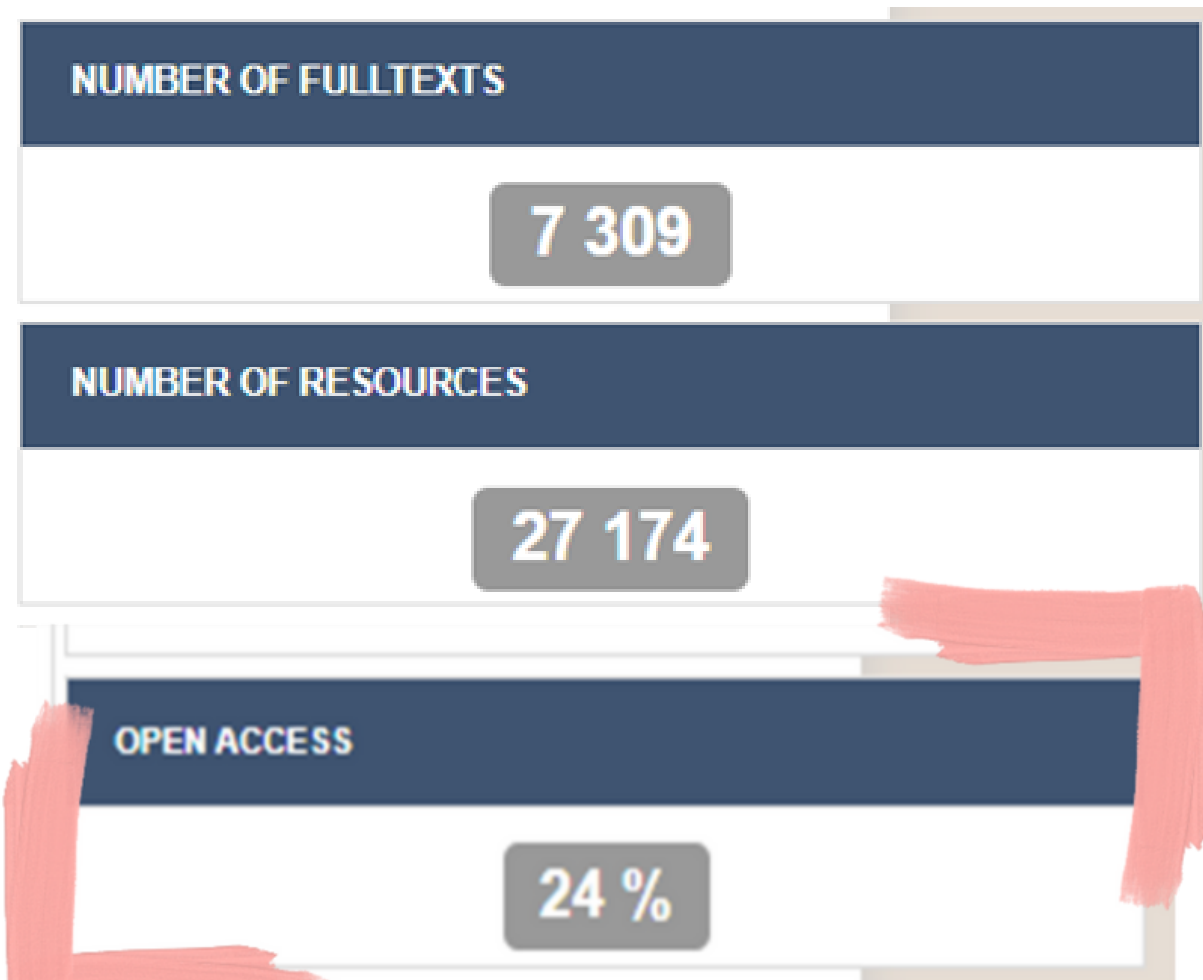 NUMBER OF FULLTEXTS
7 309
NUMBER OF RESOURCES
27 174
OPEN ACCESS
24 %